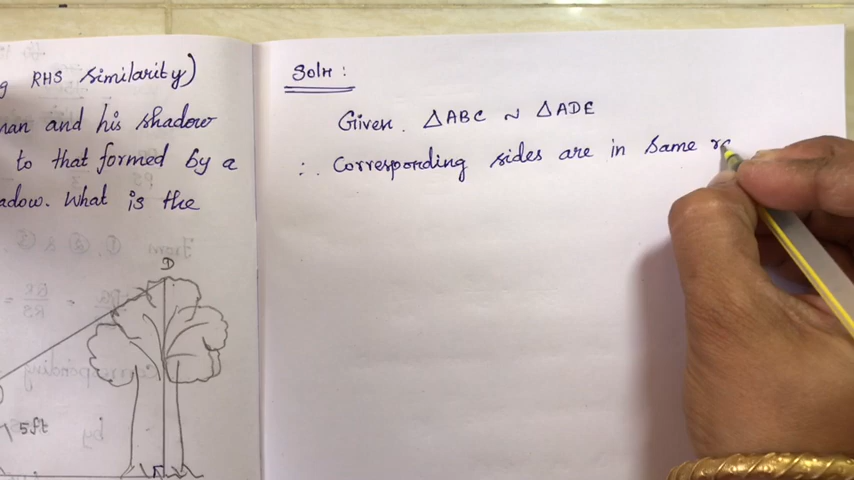 g RHS similarity)
man and his shadow
to that formed by a
adow. What is the
D
5ft
Soln :
Given. △ABC ~ △ADE
∴ Corresponding sides are in same ra